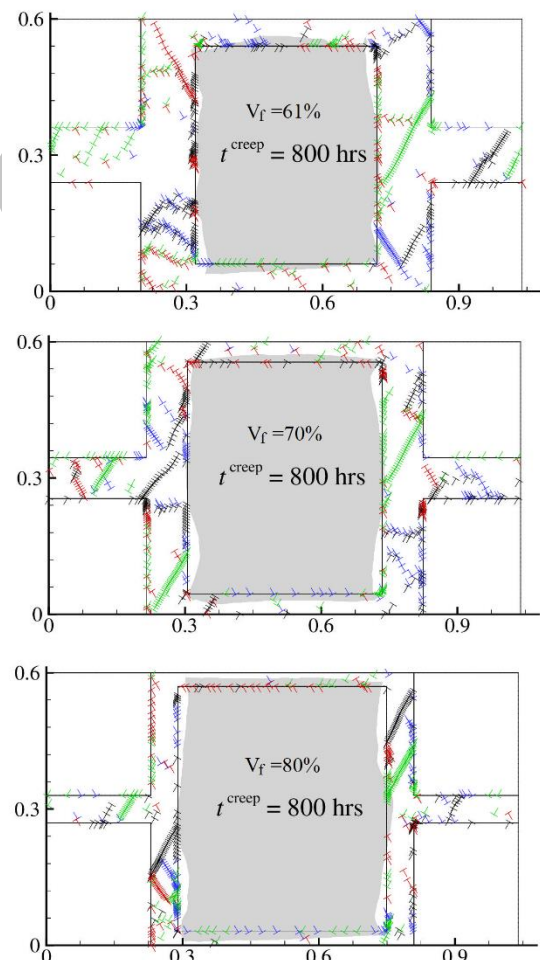 0.6
V_f =61%
0.3
t^creep = 800 hrs
0
0 0.3 0.6 0.9
0.6
V_f =70%
0.3
t^creep = 800 hrs
0
0 0.3 0.6 0.9
0.6
V_f =80%
0.3
t^creep = 800 hrs
0
0 0.3 0.6 0.9